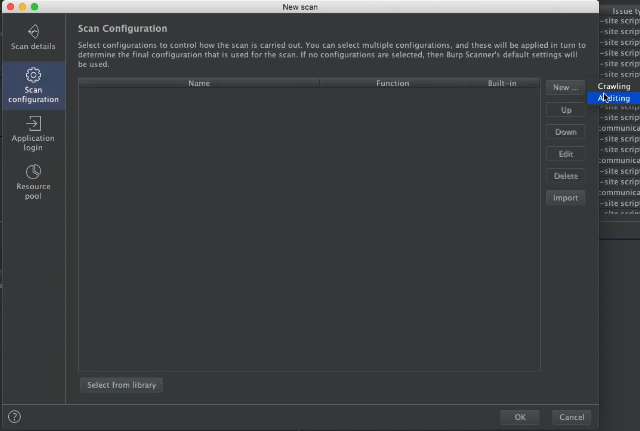 New scan
Issue ty
Scan details
Scan
configuration
Application
login
Resource
pool
Scan Configuration
Select configurations to control how the scan is carried out. You can select multiple configurations, and these will be applied in turn to
determine the final configuration that is used for the scan. If no configurations are selected, then Burp Scanner's default settings will
be used.
Name Function Built-in
New ...
Up
Down
Edit
Delete
Import
Crawling
Auditing
-site scrip
-site scrip
-site scrip
-site scrip
-site scrip
-site scrip
-site scrip
communica
-site scrip
-site scrip
communica
-site scrip
-site scrip
communica
-site scrip
-site scrip
Select from library
?
OK
Cancel